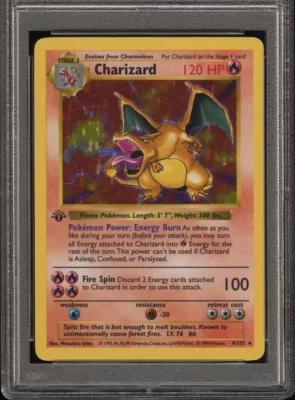 Evolves from Charmeleon Put Charizard on the Stage 1 card
STAGE 2
Charizard 120 HP
Flame Pokémon. Length: 5' 7", Weight: 200 lbs.
Pokémon Power: Energy Burn As often as you
like during your turn (before your attack), you may turn
all Energy attached to Charizard into Energy for
the rest of the turn. This power can't be used if Charizard
is Asleep, Confused, or Paralyzed.
Fire Spin Discard 2 Energy cards
attached to Charizard in order to use this attack.
100
weakness resistance retreat cost
-30
Spits fire that is hot enough to melt boulders. Known to
unintentionally cause forest fires. LV. 76 #6
Illus. Mitsuhiro Arita
4/102